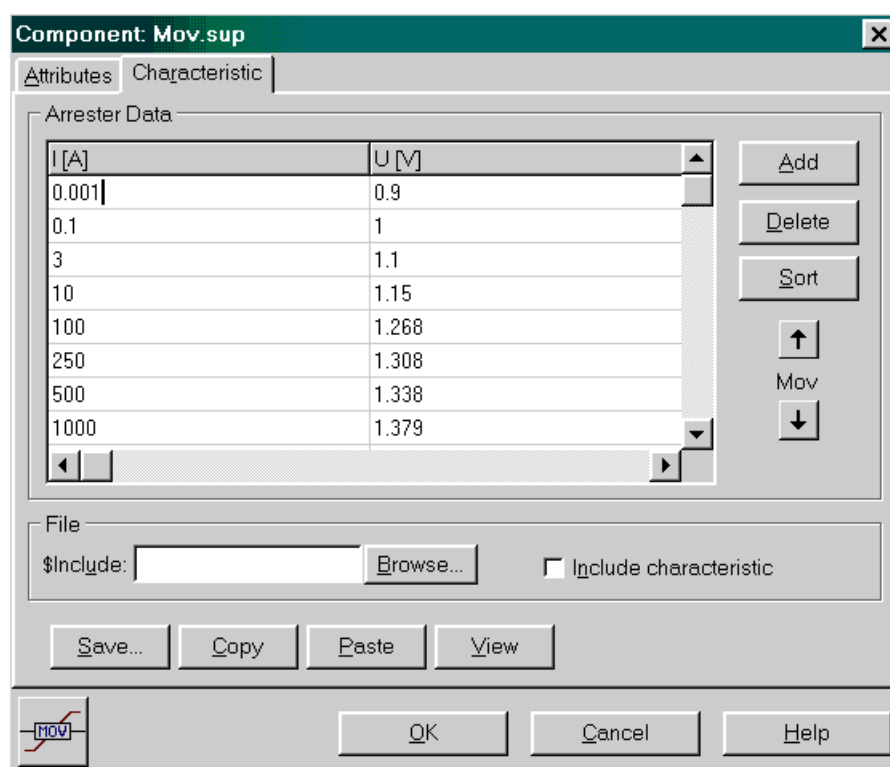 Component: Mov.sup
Attributes Characteristic
Arrester Data
I [A] U [V]
0.001 0.9
0.1 1
3 1.1
10 1.15
100 1.268
250 1.308
500 1.338
1000 1.379
Add
Delete
Sort
Mov
File
$Include: Browse... Include characteristic
Save... Copy Paste View
MOV OK Cancel Help